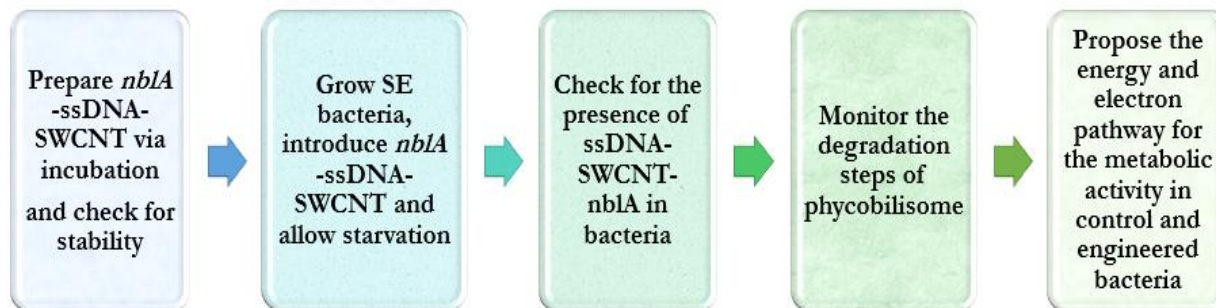 Prepare nblA
-ssDNA-
SWCNT via
incubation
and check for
stability
Grow SE
bacteria,
introduce nblA
-ssDNA-
SWCNT and
allow starvation
Check for the
presence of
ssDNA-
SWCNT-
nblA in
bacteria
Monitor the
degradation
steps of
phycobilisome
Propose the
energy and
electron
pathway for
the metabolic
activity in
control and
engineered
bacteria